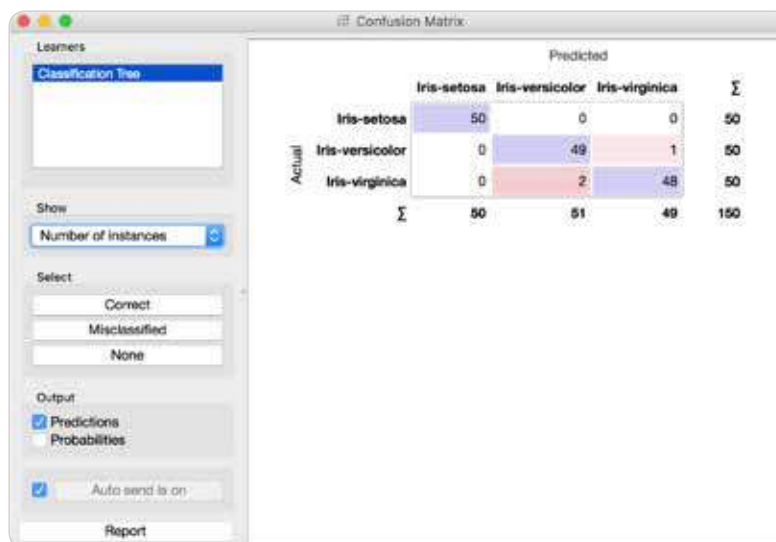 Confusion Matrix
Learners
Classification Tree
Show
Number of instances
Select
Correct
Misclassified
None
Output
Predictions
Probabilities
Auto send is on
Report
Predicted
Iris-setosa Iris-versicolor Iris-virginica Σ
Actual
Iris-setosa 50 0 0 50
Iris-versicolor 0 49 1 50
Iris-virginica 0 2 48 50
Σ 50 51 49 150